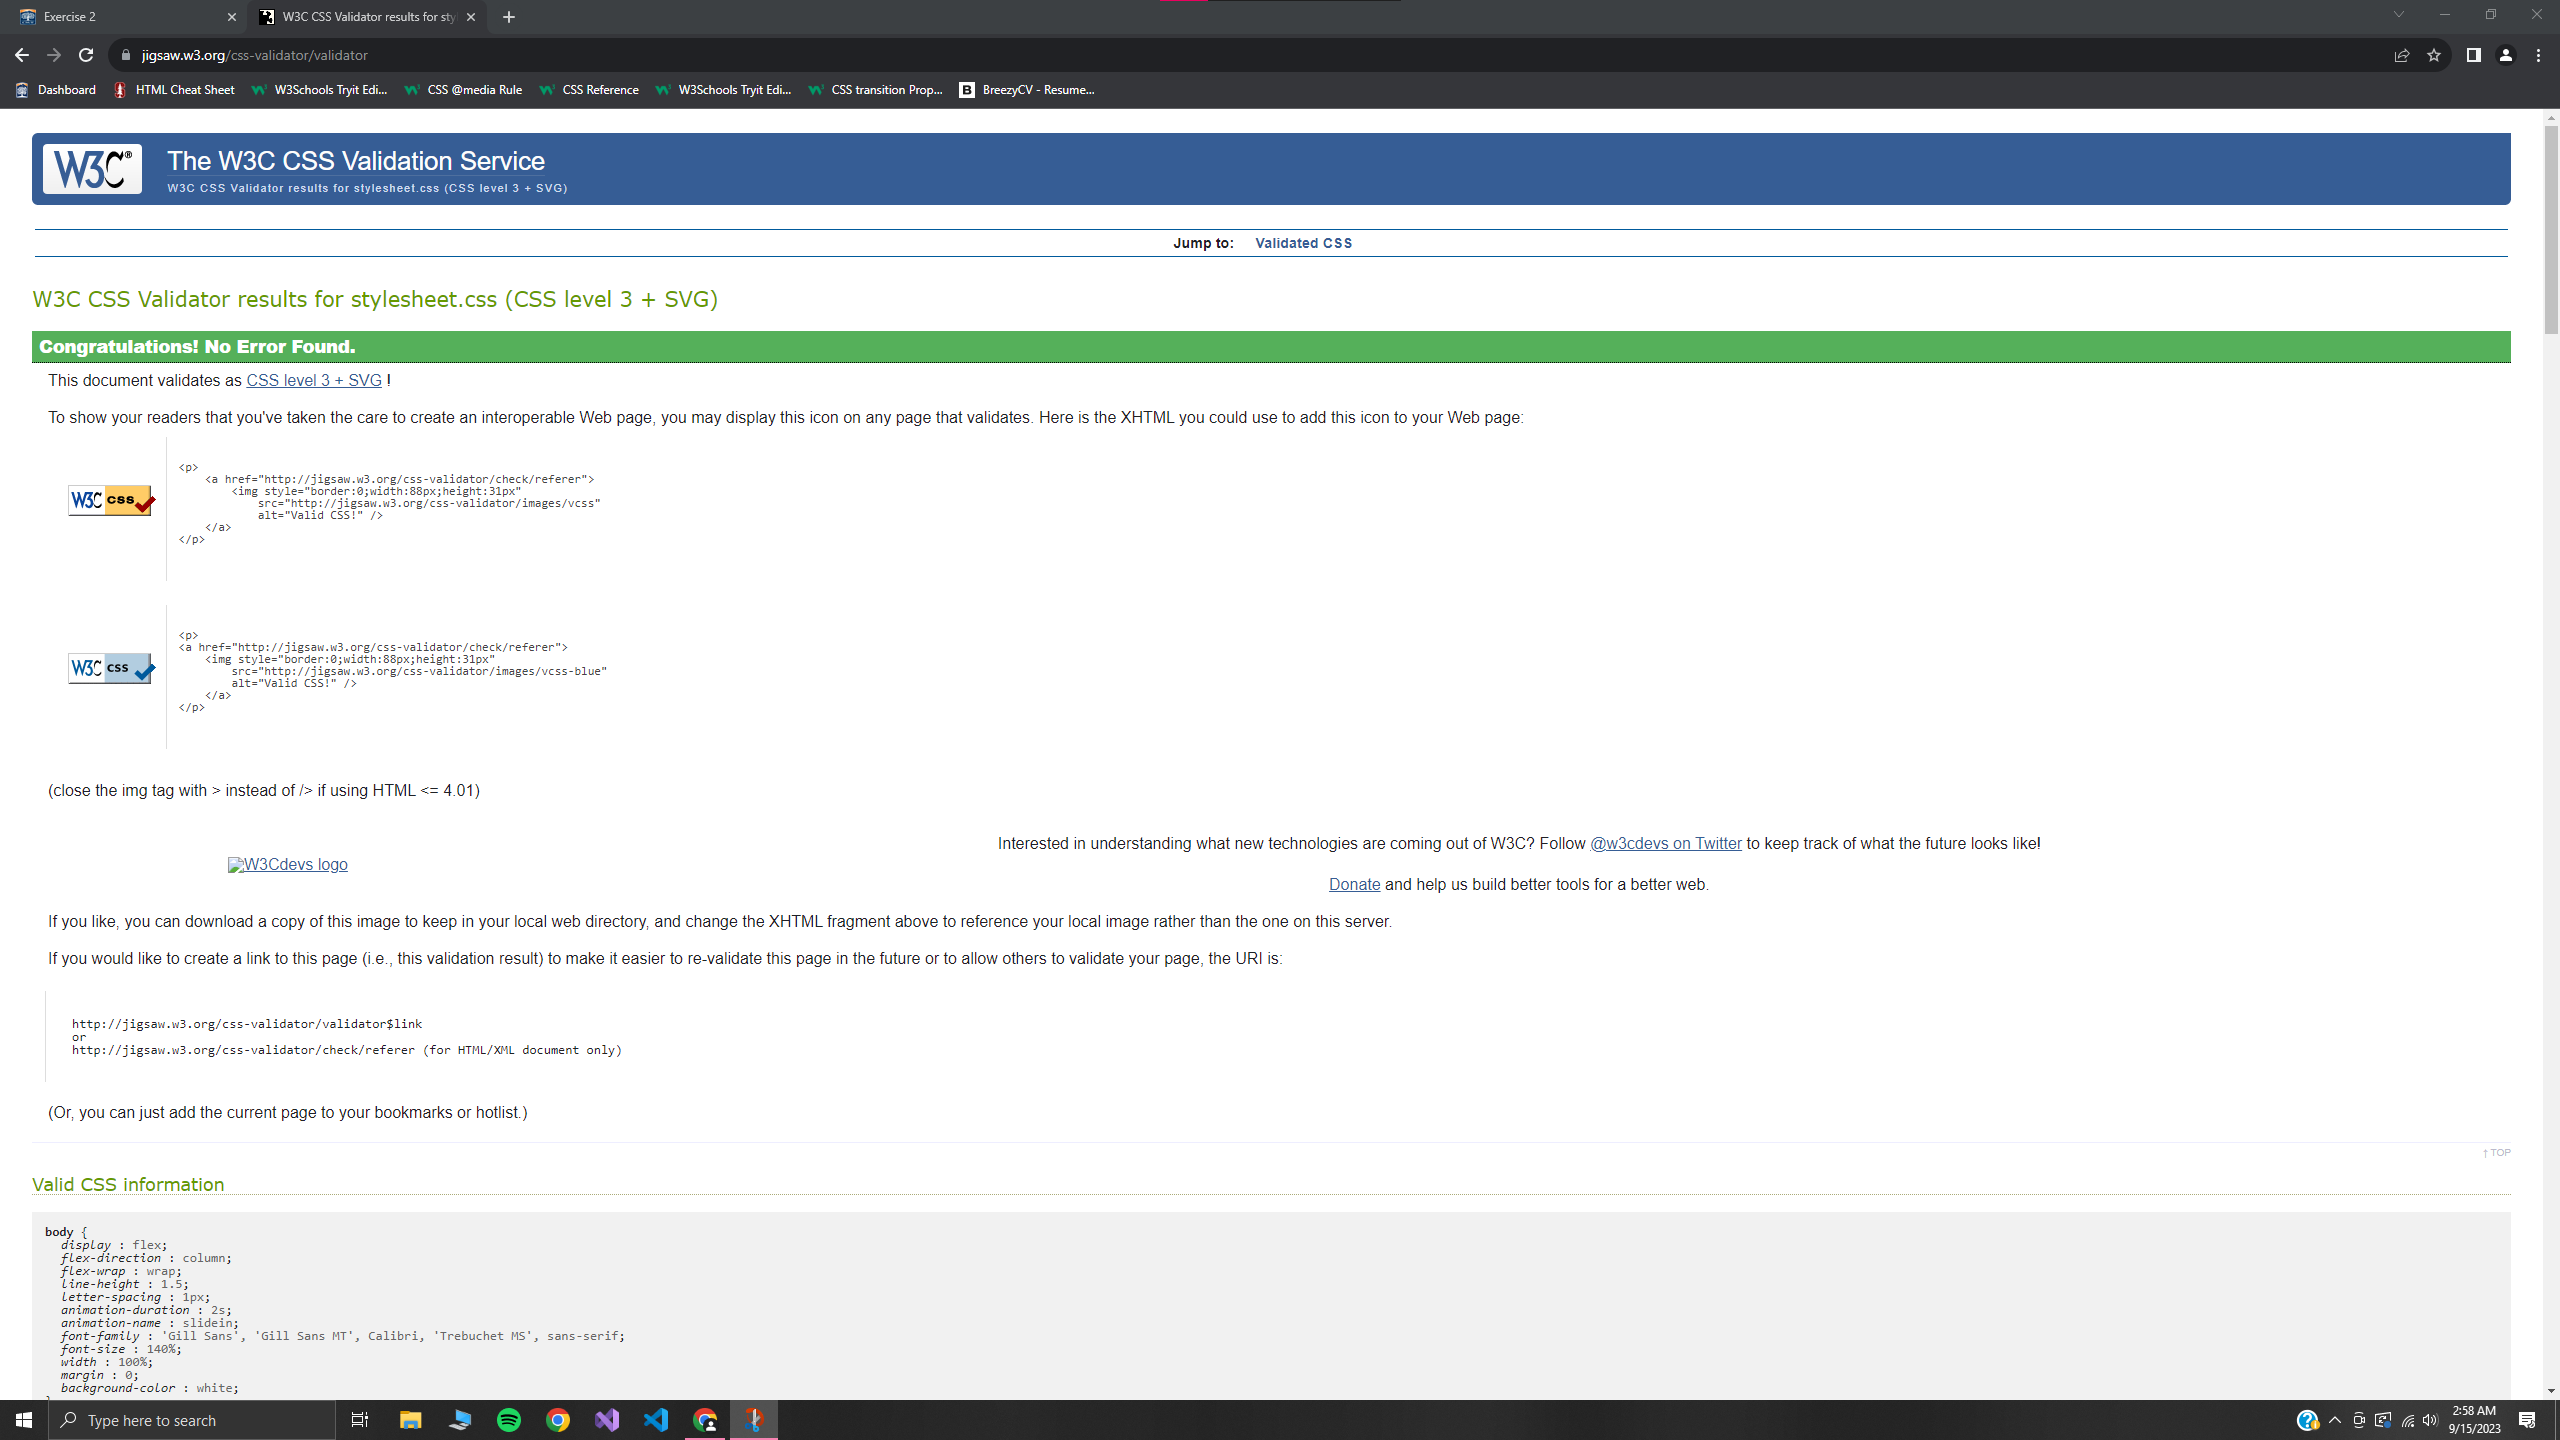 Exercise 2
W3C CSS Validator results for sty
jigsaw.w3.org/css-validator/validator
Dashboard
HTML Cheat Sheet
W3Schools Tryit Edi...
CSS @media Rule
CSS Reference
W3Schools Tryit Edi...
CSS transition Prop...
B
BreezyCV - Resume...
W3C®
The W3C CSS Validation Service
W3C CSS Validator results for stylesheet.css (CSS level 3 + SVG)
Jump to: Validated CSS
W3C CSS Validator results for stylesheet.css (CSS level 3 + SVG)
Congratulations! No Error Found.
This document validates as CSS level 3 + SVG !
To show your readers that you've taken the care to create an interoperable Web page, you may display this icon on any page that validates. Here is the XHTML you could use to add this icon to your Web page:
W3C css
<p>
<a href="http://jigsaw.w3.org/css-validator/check/referer">
<img style="border:0;width:88px;height:31px"
src="http://jigsaw.w3.org/css-validator/images/vcss"
alt="Valid CSS!" />
</a>
</p>
W3C css
<p>
<a href="http://jigsaw.w3.org/css-validator/check/referer">
<img style="border:0;width:88px;height:31px"
src="http://jigsaw.w3.org/css-validator/images/vcss-blue"
alt="Valid CSS!" />
</a>
</p>
(close the img tag with > instead of /> if using HTML <= 4.01)
W3Cdevs logo
Interested in understanding what new technologies are coming out of W3C? Follow @w3cdevs on Twitter to keep track of what the future looks like!
Donate and help us build better tools for a better web.
If you like, you can download a copy of this image to keep in your local web directory, and change the XHTML fragment above to reference your local image rather than the one on this server.
If you would like to create a link to this page (i.e., this validation result) to make it easier to re-validate this page in the future or to allow others to validate your page, the URI is:
http://jigsaw.w3.org/css-validator/validator$link
or
http://jigsaw.w3.org/css-validator/check/referer (for HTML/XML document only)
(Or, you can just add the current page to your bookmarks or hotlist.)
↑ TOP
Valid CSS information
body {
display : flex;
flex-direction : column;
flex-wrap : wrap;
line-height : 1.5;
letter-spacing : 1px;
animation-duration : 2s;
animation-name : slidein;
font-family : 'Gill Sans', 'Gill Sans MT', Calibri, 'Trebuchet MS', sans-serif;
font-size : 140%;
width : 100%;
margin : 0;
background-color : white;
}
Type here to search
2:58 AM
9/15/2023